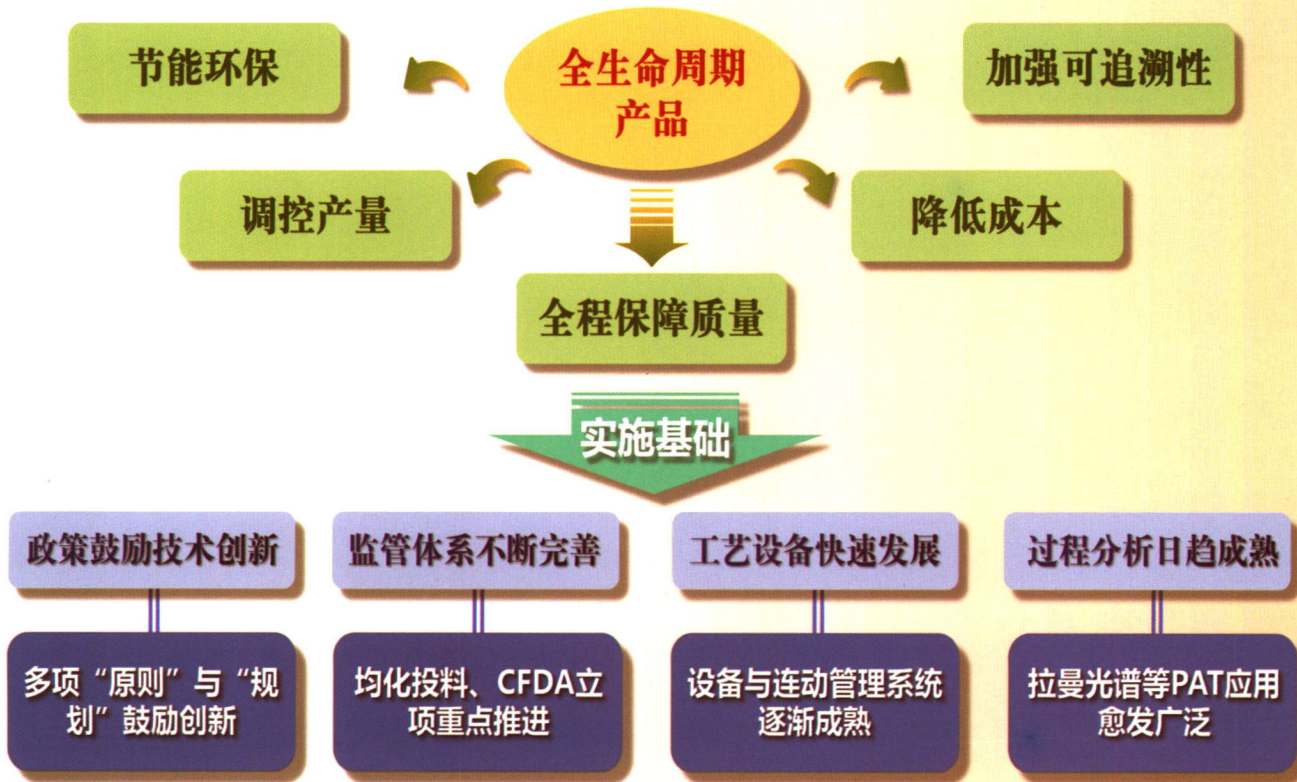 全生命周期
产品
节能环保
加强可追溯性
调控产量
降低成本
全程保障质量
实施基础
政策鼓励技术创新
监管体系不断完善
工艺设备快速发展
过程分析日趋成熟
多项“原则”与“规
划”鼓励创新
均化投料、CFDA立
项重点推进
设备与连动管理系统
逐渐成熟
拉曼光谱等PAT应用
愈发广泛